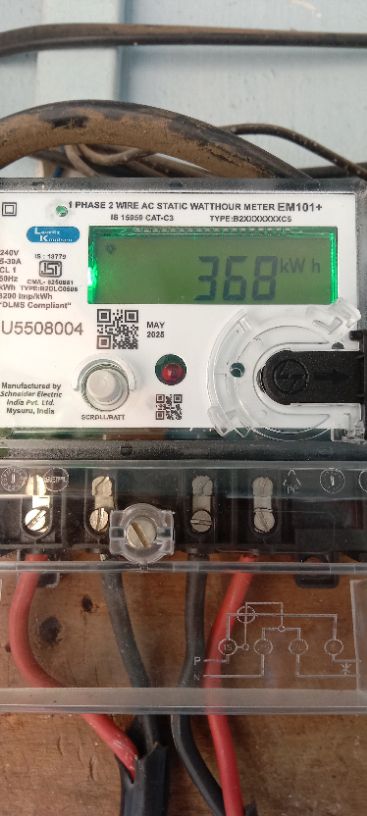 1 PHASE 2 WIRE AC STATIC WATTHOUR METER EM101+
IS 15959 CAT-C3 TYPE:B2XIXXXXXC5
240V
IS : 13779
5-30A
CL 1
50Hz
kWh
3200 imp/kWh
"DLMS Compliant"
368 kWh
U5508004
MAY
2025
Manufactured by
Schneider Electric
India Pvt. Ltd.
Mysuru, India
SCROLL/BATT
P
N